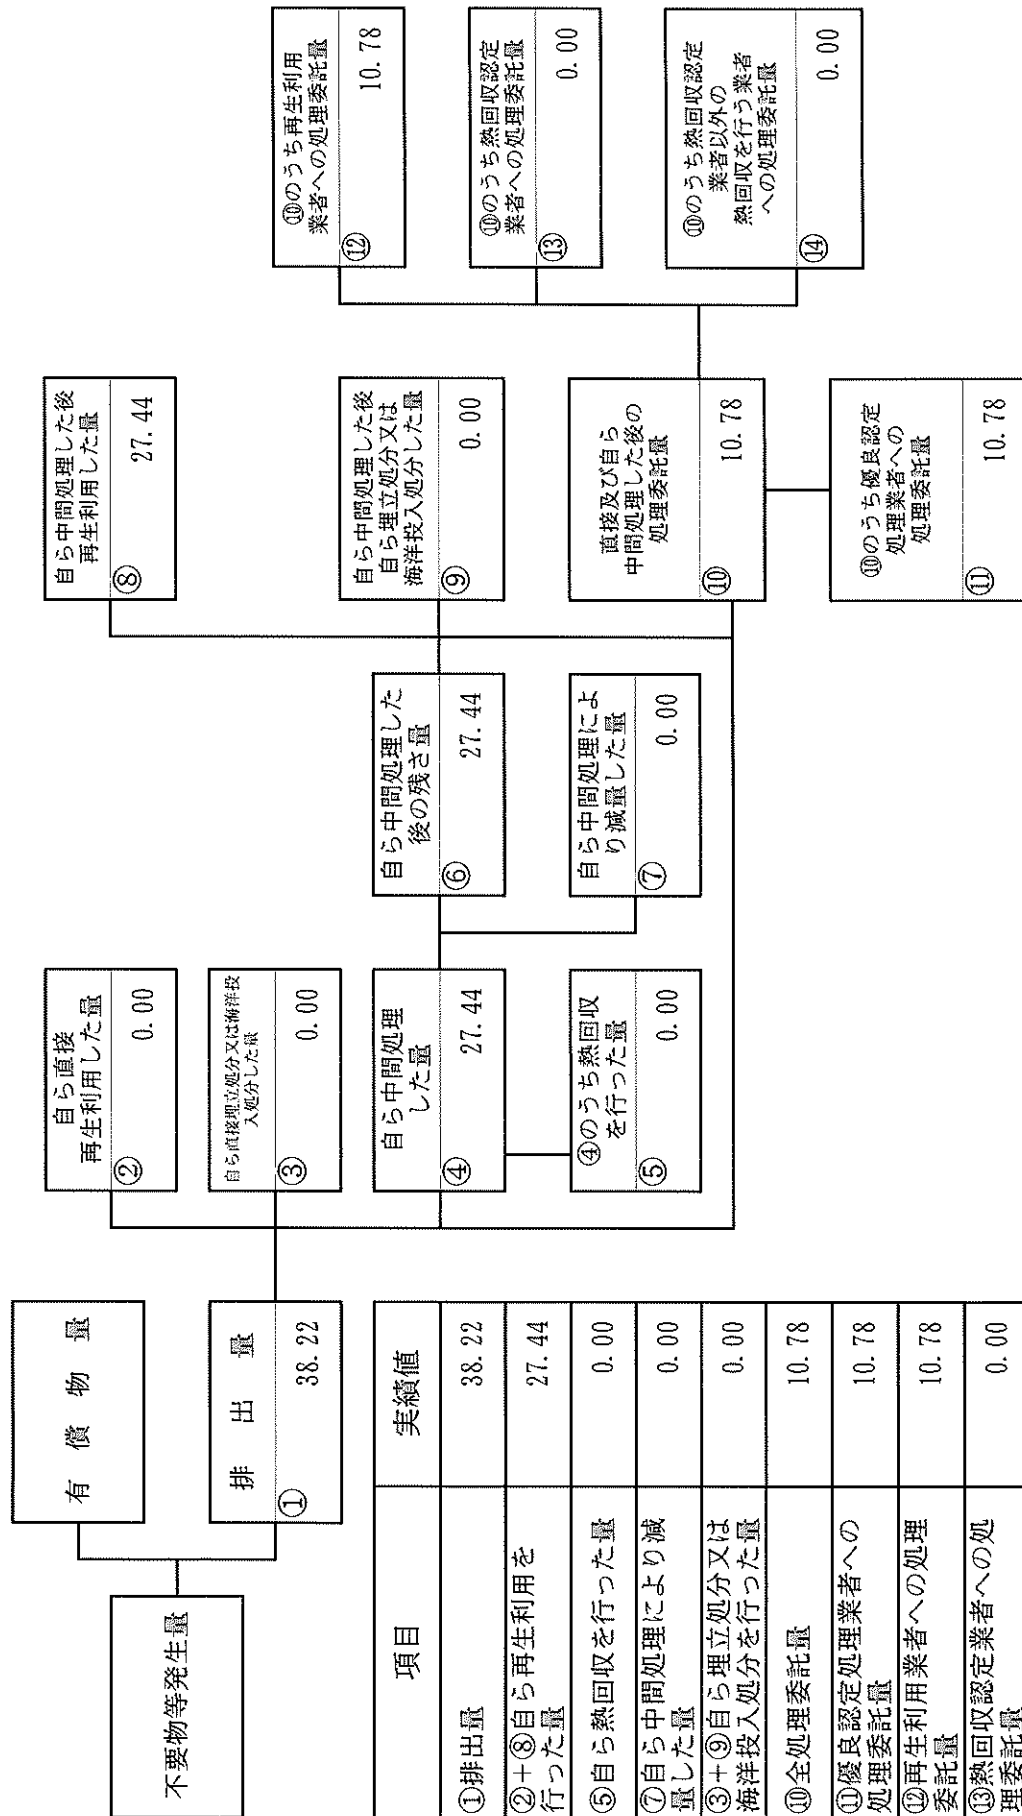 不要物等発生量
有 償 物 量
排 出 量
①
38.22
自ら直接
再生利用した量
②
0.00
自ら直接埋立処分又は海洋投
入処分した量
③
0.00
自ら中間処理
した量
④
27.44
④のうち熱回収
を行った量
⑤
0.00
自ら中間処理した
後の残さ量
⑥
27.44
自ら中間処理によ
り減量した量
⑦
0.00
自ら中間処理した後
再生利用した量
⑧
27.44
自ら中間処理した後
自ら埋立処分又は
海洋投入処分した量
⑨
0.00
直接及び自ら
中間処理した後の
処理委託量
⑩
10.78
⑩のうち優良認定
処理業者への
処理委託量
⑪
10.78
⑩のうち再生利用
業者への処理委託量
⑫
10.78
⑩のうち熱回収認定
業者への処理委託量
⑬
0.00
⑩のうち熱回収認定
業者以外の
熱回収を行う業者
への処理委託量
⑭
0.00
項目
実績値
①排出量
38.22
②+⑧自ら再生利用を
行った量
27.44
⑤自ら熱回収を行った量
0.00
⑦自ら中間処理により減
量した量
0.00
③+⑨自ら埋立処分又は
海洋投入処分を行った量
0.00
⑩全処理委託量
10.78
⑪優良認定処理業者への
処理委託量
10.78
⑫再生利用業者への処理
委託量
10.78
⑬熱回収認定業者への処
理委託量
0.00